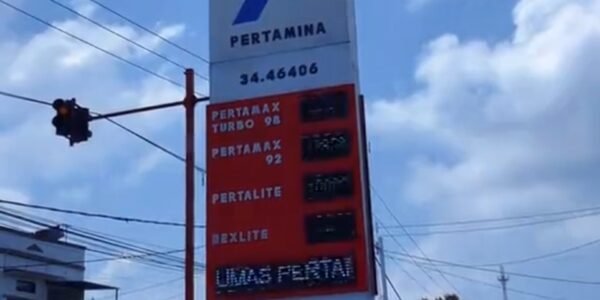 PERTAMINA
34.46406
PERTAMAX
TURBO 98
PERTAMAX
92
PERTALITE
DEXLITE
UMAS PERTAI